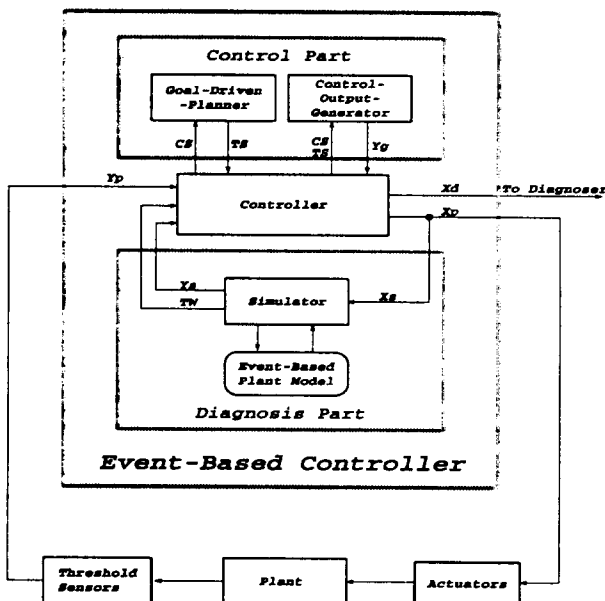 Control Part
Goal-Driven
-Planner
Control-
Output-
Generator
CS
TS
CS
TS
Yg
Yp
Controller
Xd
To Diagnoser
Xp
Ys
TW
Simulator
Xs
Event-Based
Plant Model
Diagnosis Part
Event-Based Controller
Threshold
Sensors
Plant
Actuators